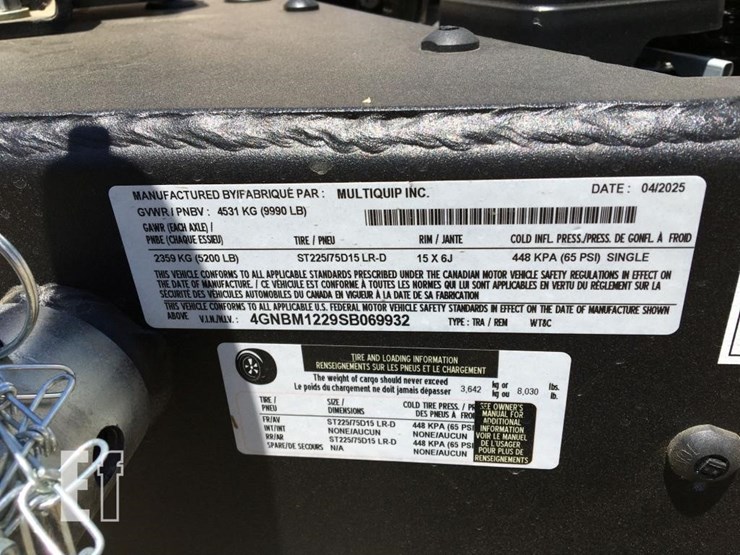 MANUFACTURED BY/FABRIQUÉ PAR : MULTIQUIP INC. DATE : 04/2025
GVWR / PNBV : 4531 KG (9990 LB)
GAWR (EACH AXLE) /
PNBE (CHAQUE ESSIEU) TIRE / PNEU RIM / JANTE COLD INFL. PRESS./PRESS. DE GONFL. À FROID
2359 KG (5200 LB) ST225/75D15 LR-D 15 X 6J 448 KPA (65 PSI) SINGLE
THIS VEHICLE CONFORMS TO ALL APPLICABLE STANDARDS PRESCRIBED UNDER THE CANADIAN MOTOR VEHICLE SAFETY REGULATIONS IN EFFECT ON
THE DATE OF MANUFACTURE. / CE VÉHICULE EST CONFORME À TOUTES LES NORMES QUI LUI SONT APPLICABLES EN VERTU DU RÈGLEMENT SUR LA
SÉCURITÉ DES VÉHICULES AUTOMOBILES DU CANADA EN VIGUEUR À LA DATE DE SA FABRICATION
THIS VEHICLE CONFORMS TO ALL APPLICABLE U.S. FEDERAL MOTOR VEHICLE SAFETY STANDARDS IN EFFECT ON THE DATE OF MANUFACTURE SHOWN
ABOVE V.I.N./N.I.V. : 4GNBM1229SB069932 TYPE : TRA / REM WT8C
TIRE AND LOADING INFORMATION
RENSEIGNEMENTS SUR LES PNEUS ET LE CHARGEMENT
The weight of cargo should never exceed
Le poids du chargement ne doit jamais dépasser 3,642 kg or ou kg 8,030 lbs. lb.
TIRE / PNEU SIZE / DIMENSIONS COLD TIRE PRESS. / DES PNEUS À
FR/AV ST225/75D15 LR-D 448 KPA (65 PSI
INT/INT NONE/AUCUN NONE/AUCUN
RR/AR ST225/75D15 LR-D 448 KPA (65 PSI
SPARE/DE SECOURS N/A NONE/AUCUN
SEE OWNER'S
MANUAL FOR
ADDITIONAL
INFORMATION
VOIR LE MANUEL
DE L'USAGER
POUR PLUS DE
RENSEIGNEMENTS
Ef